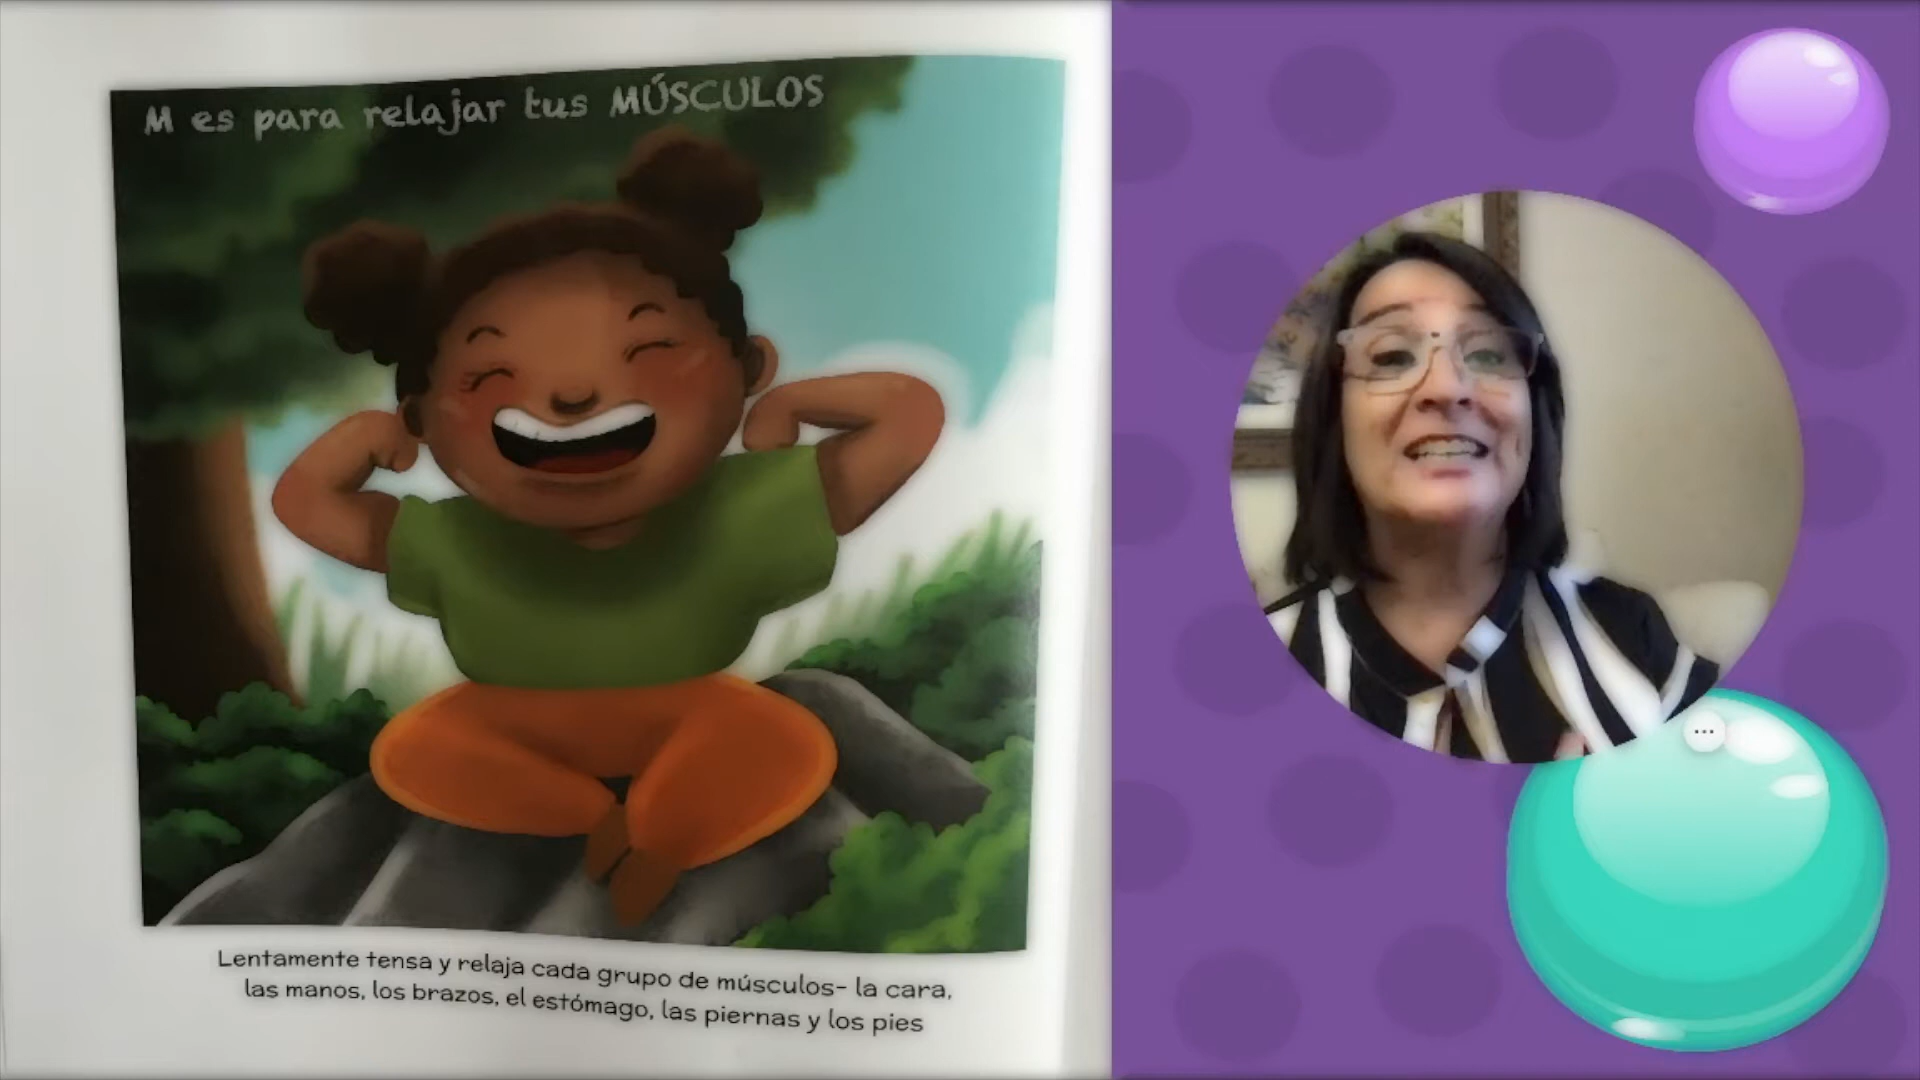 M es para relajar tus MÚSCULOS
Lentamente tensa y relaja cada grupo de músculos- la cara,
las manos, los brazos, el estómago, las piernas y los pies